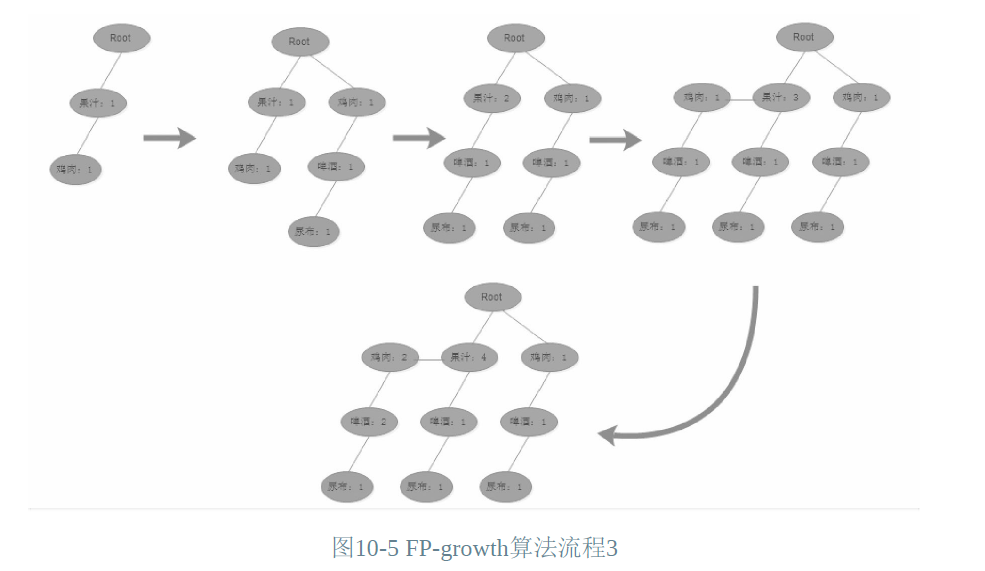 Root
果汁：1
鸡肉：1
Root
果汁：1
鸡肉：1
鸡肉：1
啤酒：1
尿布：1
Root
果汁：2
鸡肉：1
啤酒：1
啤酒：1
尿布：1
尿布：1
Root
鸡肉：1
果汁：3
鸡肉：1
啤酒：1
啤酒：1
啤酒：1
尿布：1
尿布：1
尿布：1
Root
鸡肉：2
果汁：4
鸡肉：1
啤酒：2
啤酒：1
啤酒：1
尿布：1
尿布：1
尿布：1
图10-5 FP-growth算法流程3